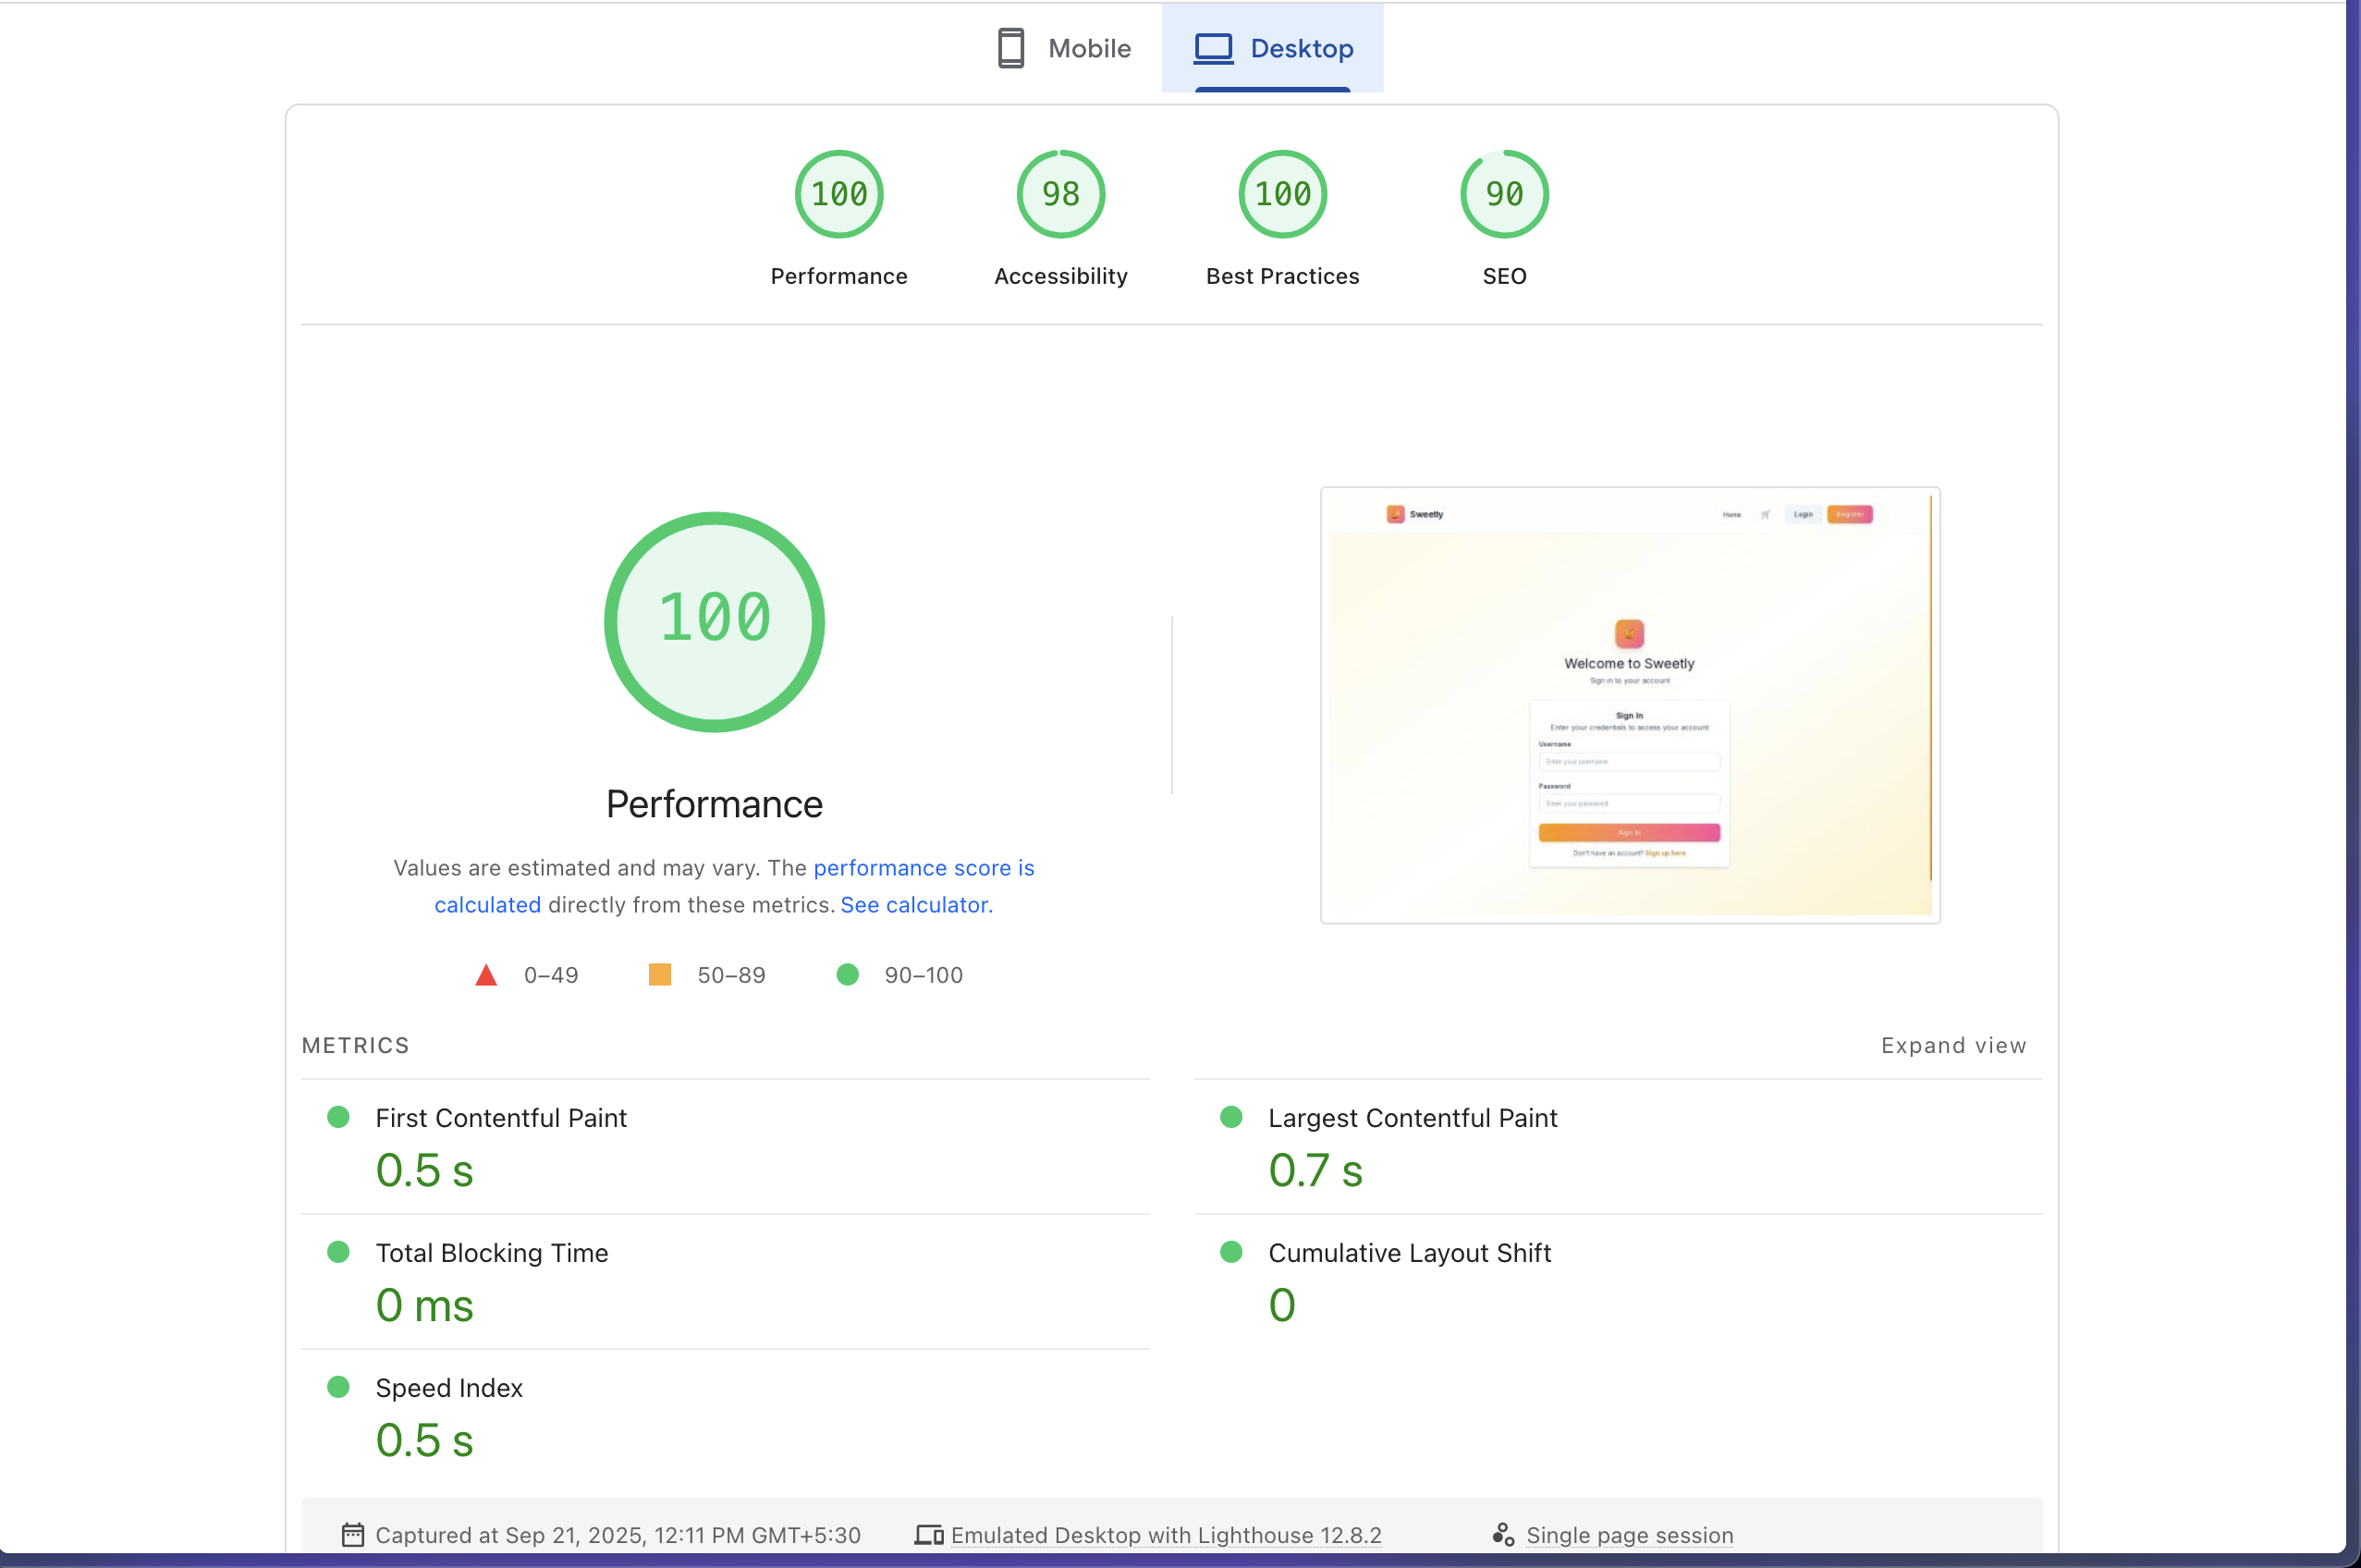 Mobile
Desktop
100
98
100
90
Performance
Accessibility
Best Practices
SEO
100
Performance
Values are estimated and may vary. The performance score is
calculated directly from these metrics. See calculator.
0–49
50–89
90–100
Sweetly
Home
Login
Register
Welcome to Sweetly
Sign in to your account
Sign In
Enter your credentials to access your account
Username
Enter your username
Password
Enter your password
Sign In
Don't have an account? Sign up here
METRICS
Expand view
First Contentful Paint
0.5 s
Largest Contentful Paint
0.7 s
Total Blocking Time
0 ms
Cumulative Layout Shift
0
Speed Index
0.5 s
Captured at Sep 21, 2025, 12:11 PM GMT+5:30
Emulated Desktop with Lighthouse 12.8.2
Single page session